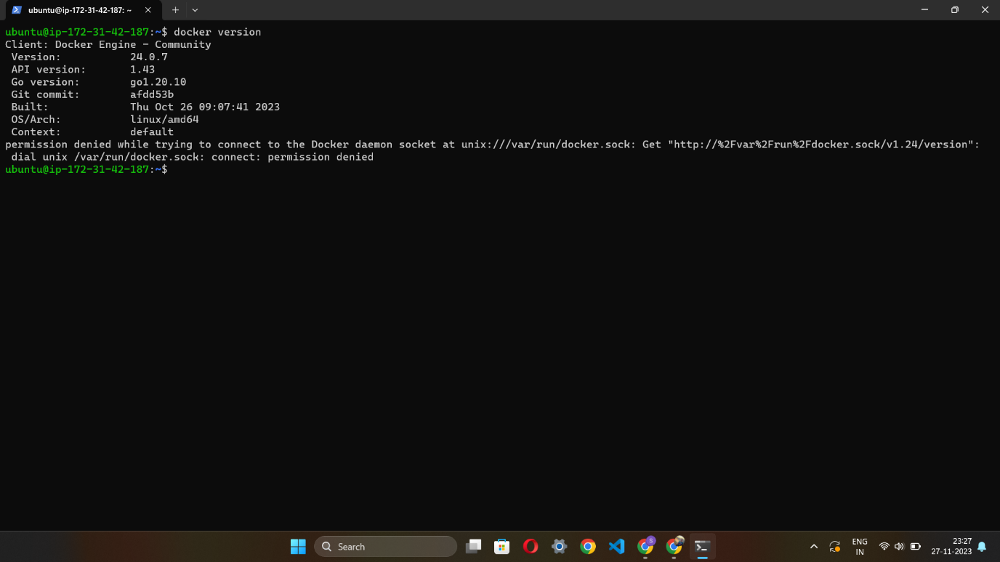 ubuntu@ip-172-31-42-187: ~
ubuntu@ip-172-31-42-187:~$ docker version
Client: Docker Engine - Community
Version: 24.0.7
API version: 1.43
Go version: go1.20.10
Git commit: afdd53b
Built: Thu Oct 26 09:07:41 2023
OS/Arch: linux/amd64
Context: default
permission denied while trying to connect to the Docker daemon socket at unix:///var/run/docker.sock: Get "http://%2Fvar%2Frun%2Fdocker.sock/v1.24/version":
dial unix /var/run/docker.sock: connect: permission denied
ubuntu@ip-172-31-42-187:~$
Search
S
ENG
IN
23:27
27-11-2023